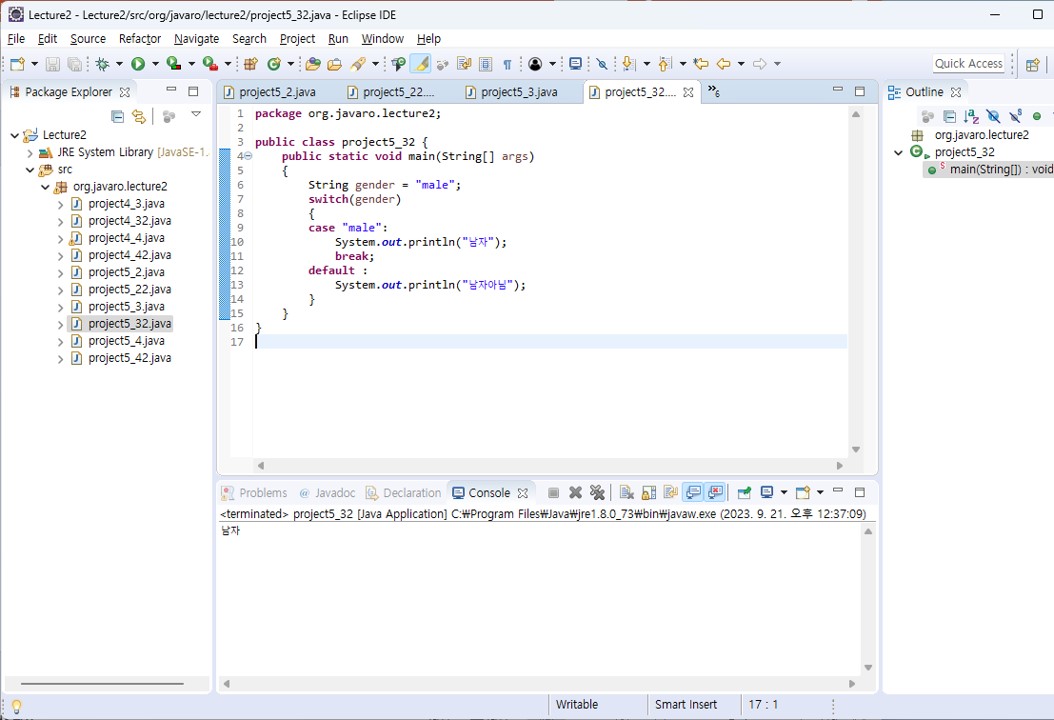 Lecture2 - Lecture2/src/org/javaro/lecture2/project5_32.java - Eclipse IDE
File Edit Source Refactor Navigate Search Project Run Window Help
Quick Access
Package Explorer
Lecture2
JRE System Library [JavaSE-1.
src
org.javaro.lecture2
project4_3.java
project4_32.java
project4_4.java
project4_42.java
project5_2.java
project5_22.java
project5_3.java
project5_32.java
project5_4.java
project5_42.java
project5_2.java project5_22.... project5_3.java project5_32.... »6
1 package org.javaro.lecture2;
2
3 public class project5_32 {
4 public static void main(String[] args)
5 {
6 String gender = "male";
7 switch(gender)
8 {
9 case "male":
10 System.out.println("남자");
11 break;
12 default :
13 System.out.println("남자아님");
14 }
15 }
16 }
17
Outline
org.javaro.lecture2
project5_32
main(String[]) : void
Problems @ Javadoc Declaration Console
<terminated> project5_32 [Java Application] C:₩Program Files₩Java₩jre1.8.0_73₩bin₩javaw.exe (2023. 9. 21. 오후 12:37:09)
남자
Writable Smart Insert 17 : 1